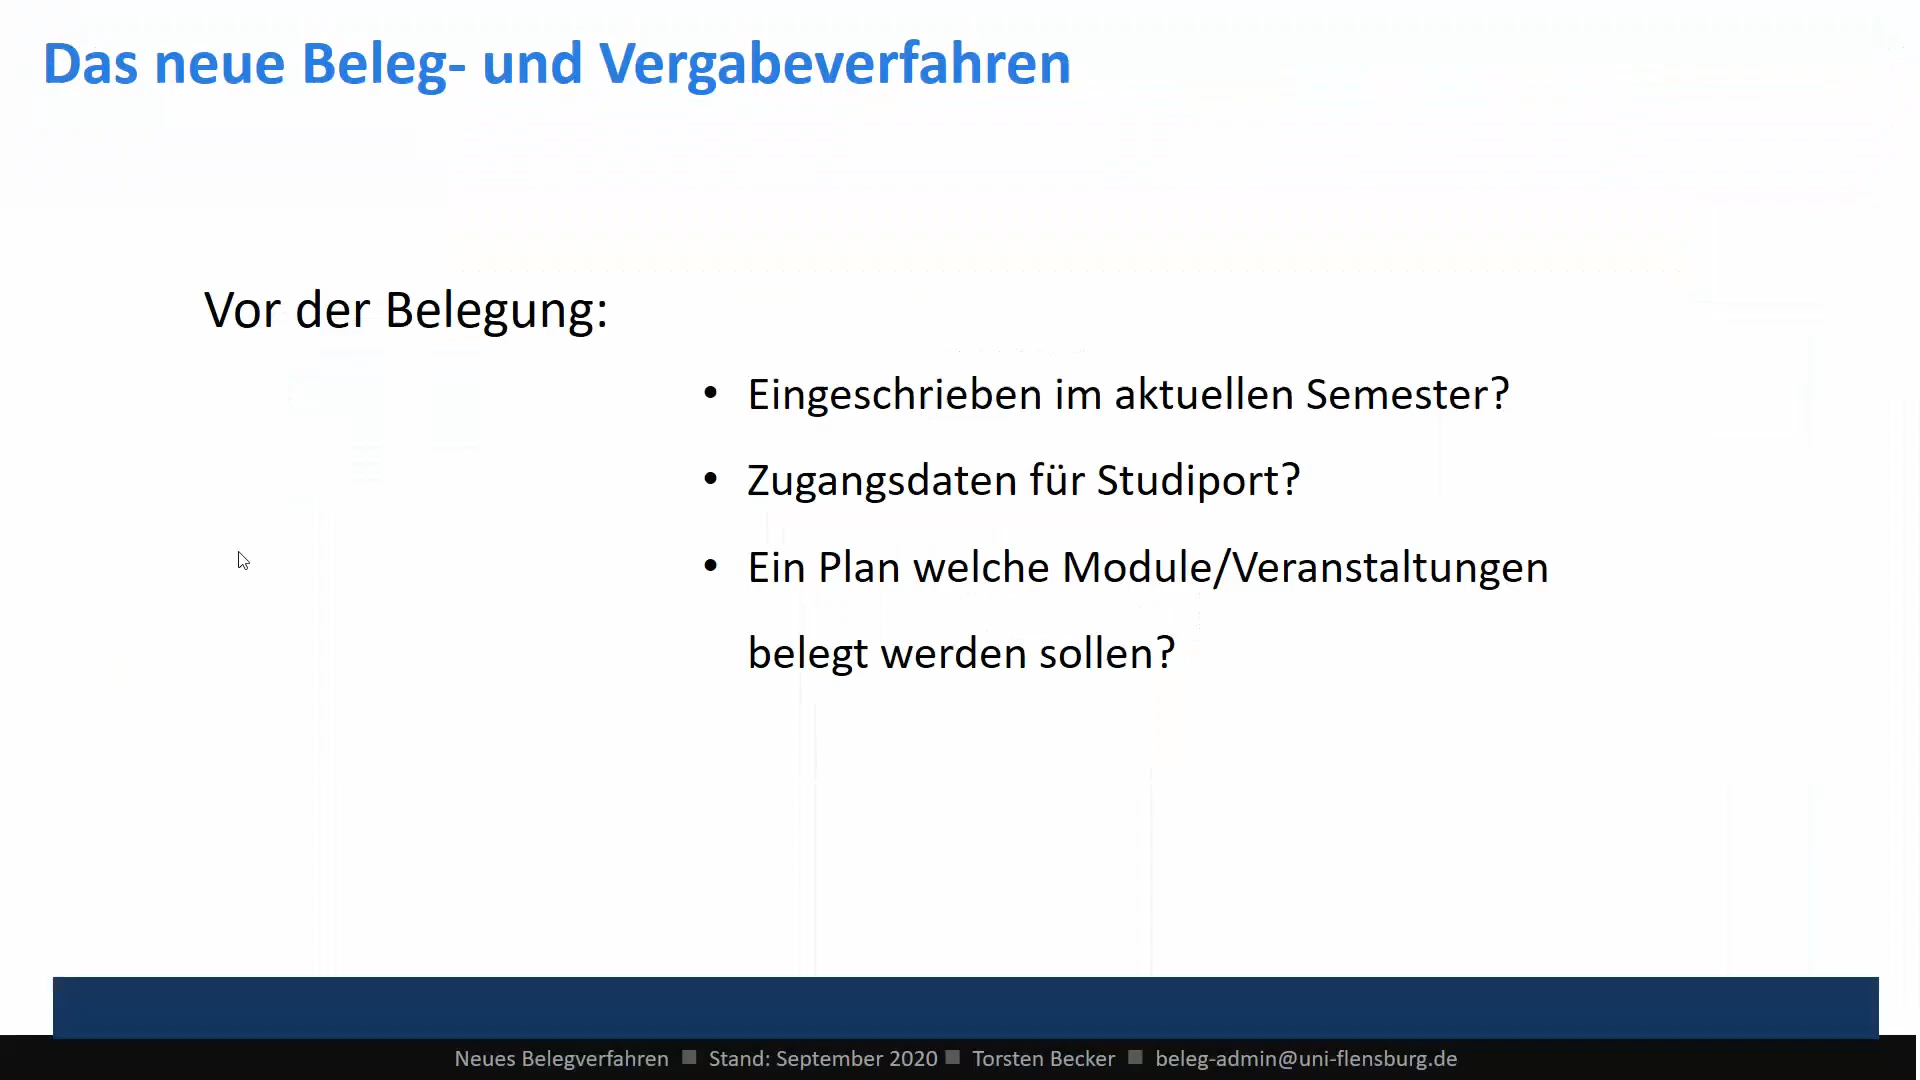 Das neue Beleg- und Vergabeverfahren
Vor der Belegung:
• Eingeschrieben im aktuellen Semester?
• Zugangsdaten für Studiport?
• Ein Plan welche Module/Veranstaltungen
belegt werden sollen?
Neues Belegverfahren ■ Stand: September 2020 ■ Torsten Becker ■ beleg-admin@uni-flensburg.de